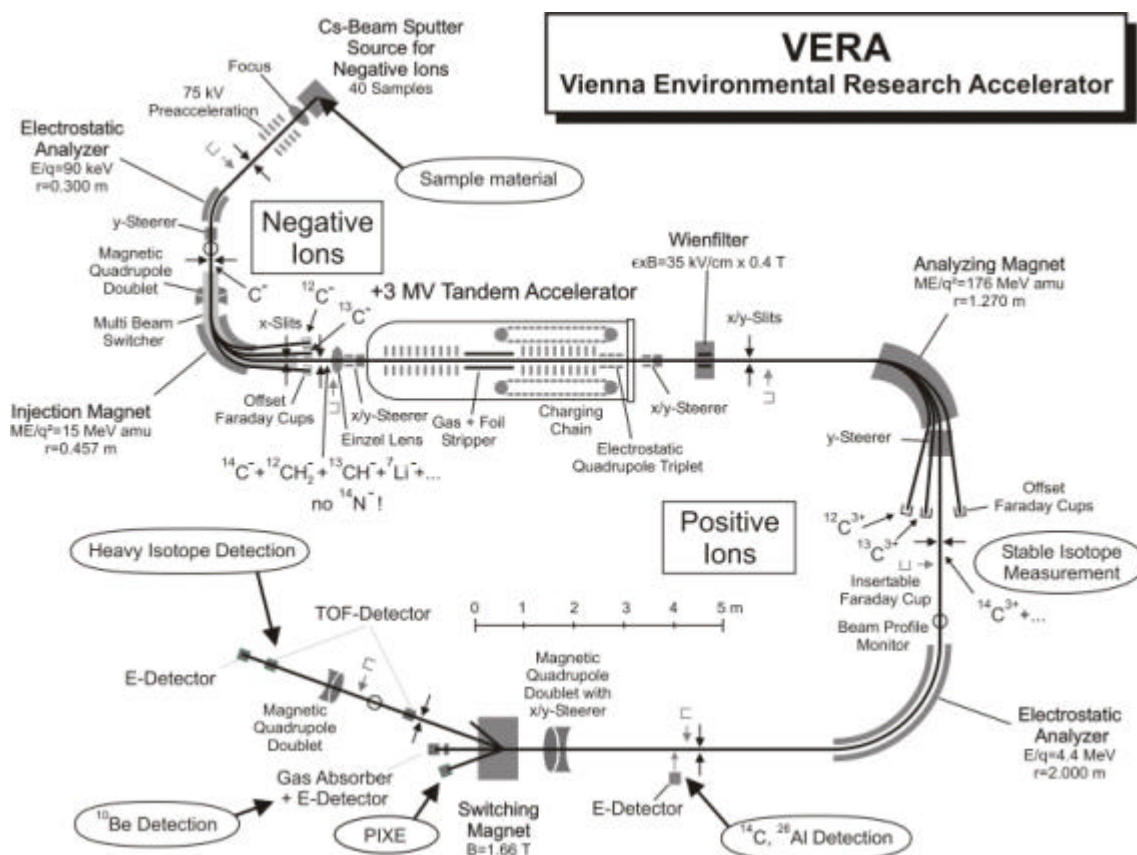 VERA
Vienna Environmental Research Accelerator
Cs-Beam Sputter
Source for
Negative Ions
40 Samples
Focus
75 kV
Preacceleration
Electrostatic
Analyzer
E/q=90 keV
r=0.300 m
Sample material
y-Steerer
Negative
Ions
Magnetic
Quadrupole
Doublet
C⁻
¹²C⁻
¹³C⁻
Multi Beam
Switcher
x-Slits
+3 MV Tandem Accelerator
Wienfilter
ϵxB=35 kV/cm x 0.4 T
x/y-Slits
Analyzing Magnet
ME/q²=176 MeV amu
r=1.270 m
Injection Magnet
ME/q²=15 MeV amu
r=0.457 m
Offset
Faraday Cups
x/y-Steerer
Einzel Lens
Gas + Foil
Stripper
Charging
Chain
Electrostatic
Quadrupole Triplet
x/y-Steerer
y-Steerer
¹⁴C⁻+¹²CH₂⁻+¹³CH⁻+⁷Li⁻+...
no ¹⁴N⁻!
Positive
Ions
¹²C³⁺
¹³C³⁺
Offset
Faraday Cups
Stable Isotope
Measurement
Insertable
Faraday Cup
¹⁴C³⁺+...
Beam Profile
Monitor
Heavy Isotope Detection
TOF-Detector
0 1 2 3 4 5 m
E-Detector
Magnetic
Quadrupole
Doublet
Magnetic
Quadrupole
Doublet with
x/y-Steerer
Electrostatic
Analyzer
E/q=4.4 MeV
r=2.000 m
Gas Absorber
+ E-Detector
¹⁰Be Detection
PIXE
Switching
Magnet
B=1.66 T
E-Detector
¹⁴C, ²⁶Al Detection